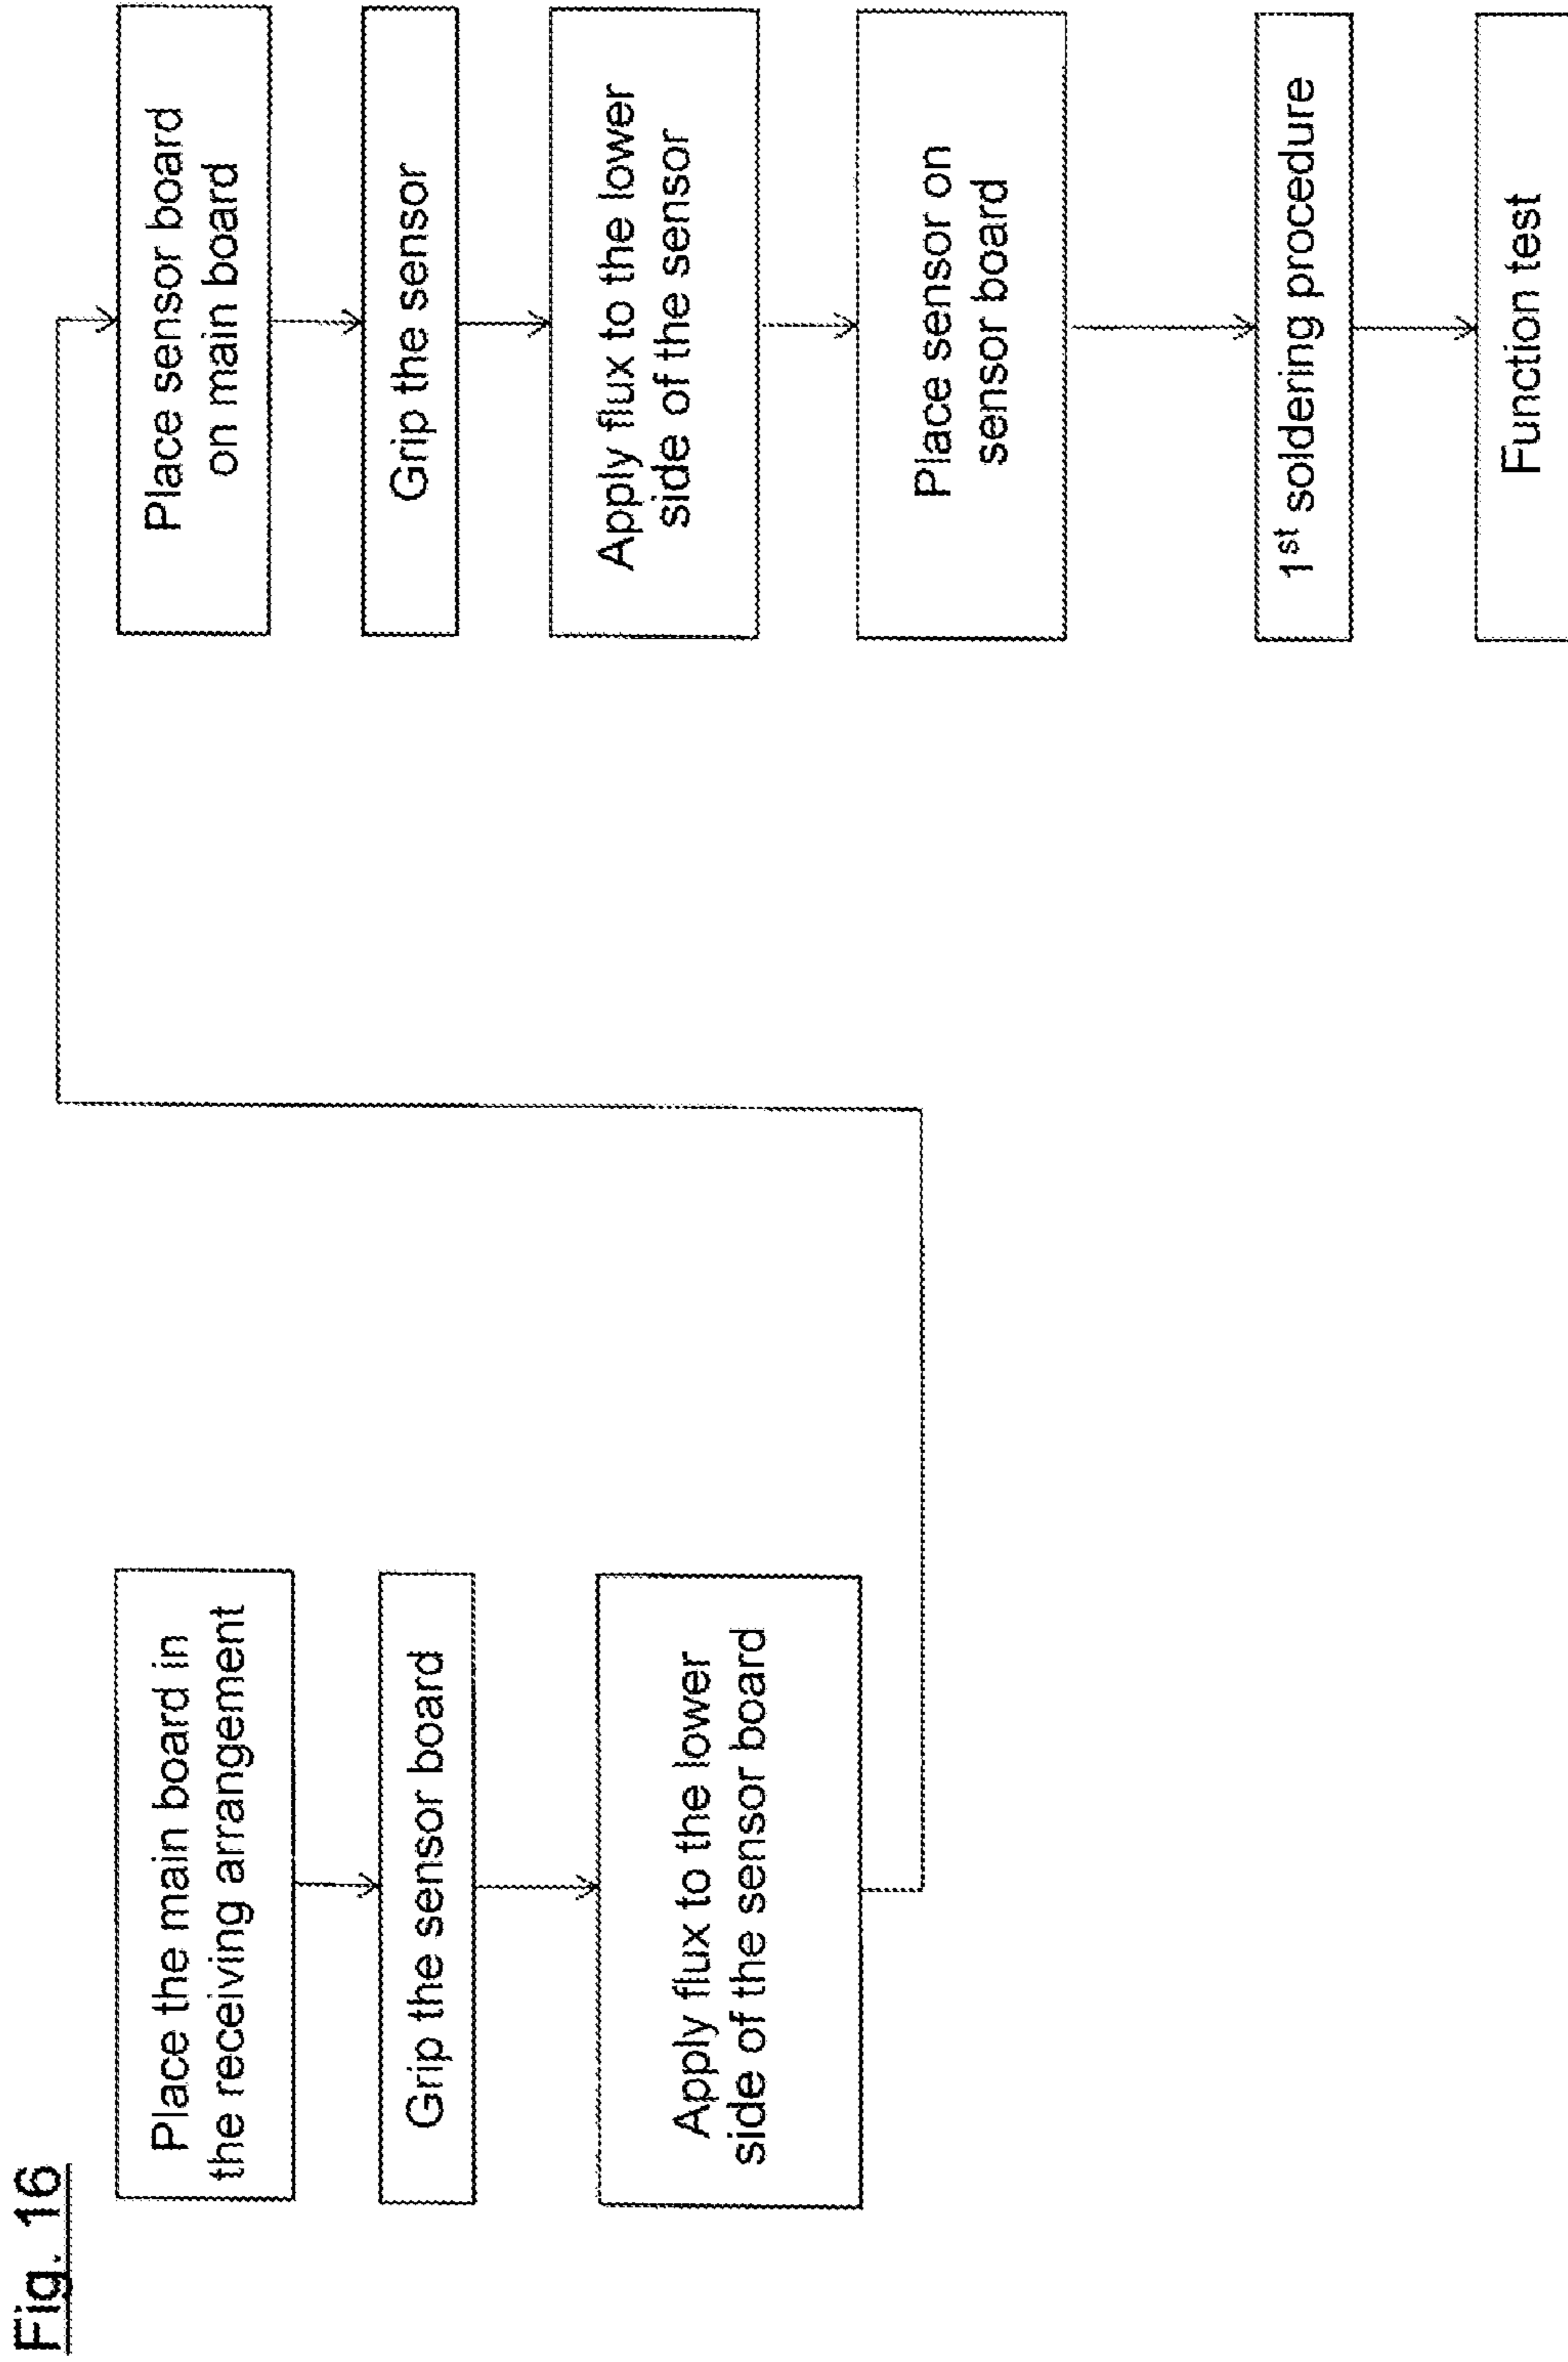 Fig. 16
Place the main board in
the receiving arrangement
Grip the sensor board
Apply flux to the lower
side of the sensor board
Place sensor board
on main board
Grip the sensor
Apply flux to the lower
side of the sensor
Place sensor on
sensor board
1st soldering procedure
Function test